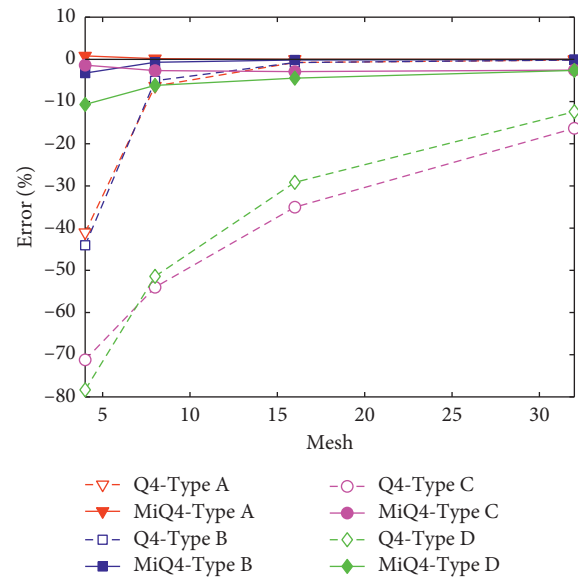 10
0
–10
–20
–30
–40
–50
–60
–70
–80
Error (%)
5
10
15
20
25
30
Mesh
Q4-Type A
MiQ4-Type A
Q4-Type B
MiQ4-Type B
Q4-Type C
MiQ4-Type C
Q4-Type D
MiQ4-Type D